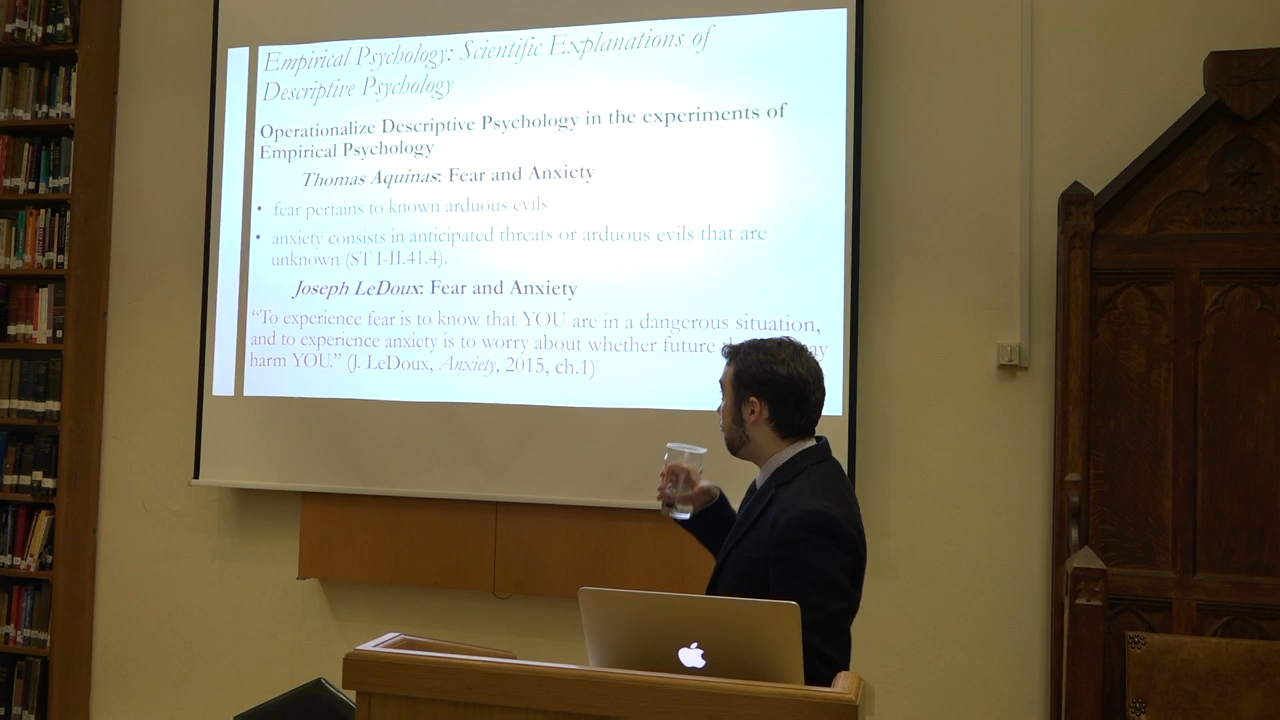 Empirical Psychology: Scientific Explanations of
Descriptive Psychology
Operationalize Descriptive Psychology in the experiments of
Empirical Psychology
Thomas Aquinas: Fear and Anxiety
• fear pertains to known arduous evils
• anxiety consists in anticipated threats or arduous evils that are
unknown (ST I-II.41.4).
Joseph LeDoux: Fear and Anxiety
“To experience fear is to know that YOU are in a dangerous situation,
and to experience anxiety is to worry about whether future
harm YOU.” (J. LeDoux, Anxiety, 2015, ch.1)